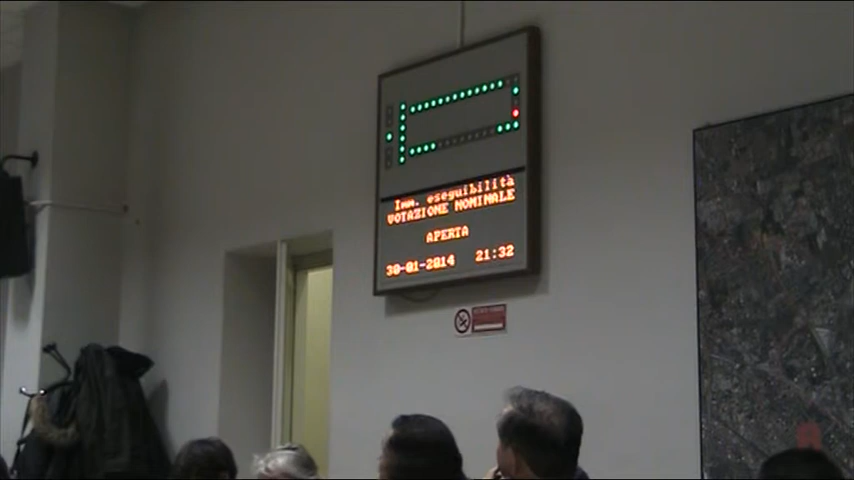 Imm. eseguibilità
VOTAZIONE NOMINALE
APERTA
30-01-2014 21:32